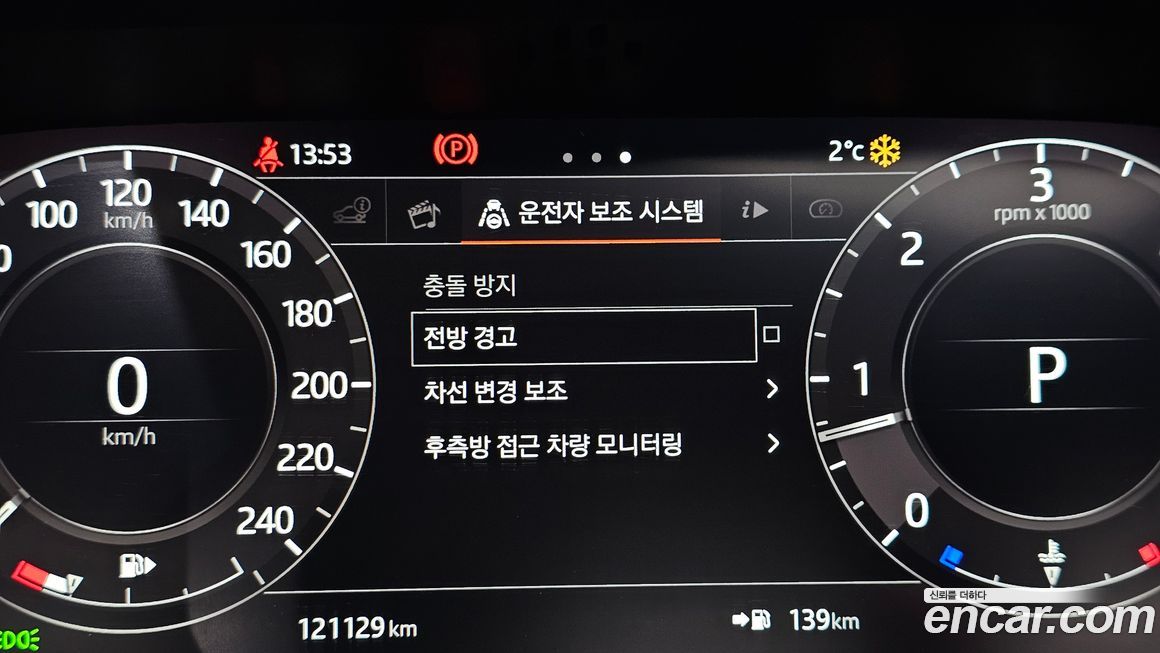 13:53
P
2°c
운전자 보조 시스템
i
충돌 방지
전방 경고
차선 변경 보조
후측방 접근 차량 모니터링
100
120
140
160
180
200
220
240
km/h
0
km/h
3
2
1
0
rpm x 1000
P
121129 km
139km
신뢰를 더하다
encar.com